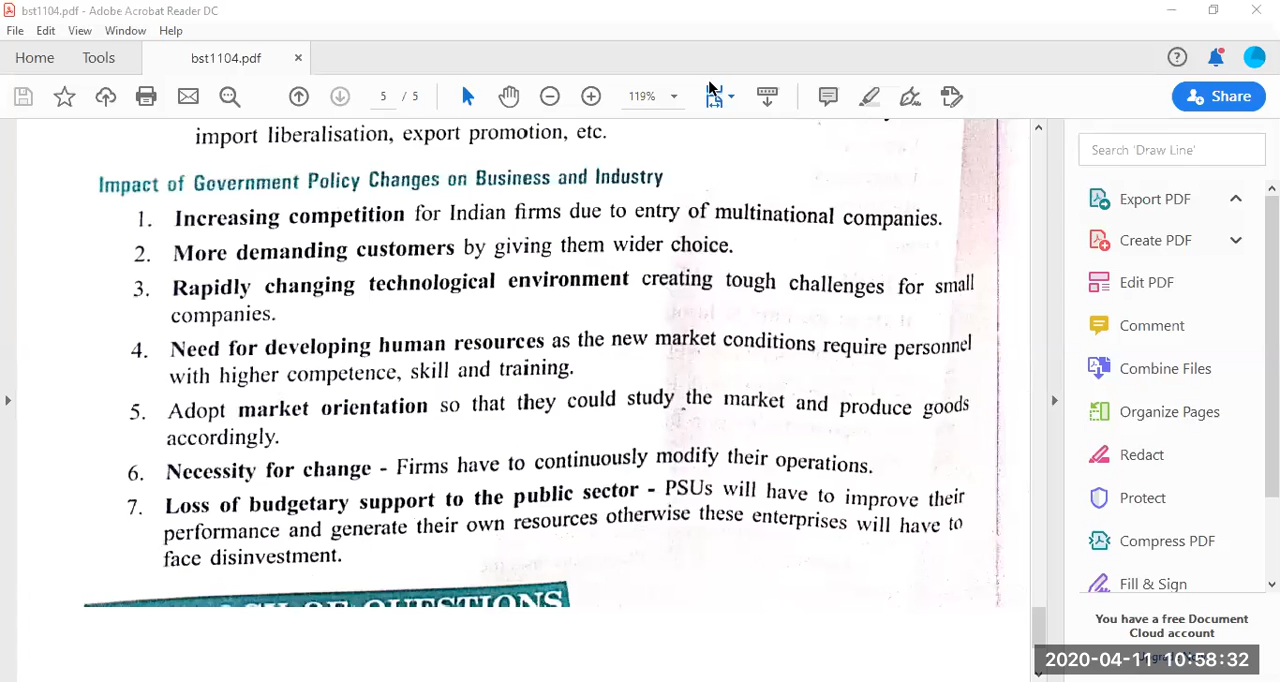 bst1104.pdf - Adobe Acrobat Reader DC
File Edit View Window Help
Home Tools bst1104.pdf ×
5 / 5 119% Share
import liberalisation, export promotion, etc.
Impact of Government Policy Changes on Business and Industry
1. Increasing competition for Indian firms due to entry of multinational companies.
2. More demanding customers by giving them wider choice.
3. Rapidly changing technological environment creating tough challenges for small
companies.
4. Need for developing human resources as the new market conditions require personnel
with higher competence, skill and training.
5. Adopt market orientation so that they could study the market and produce goods
accordingly.
6. Necessity for change - Firms have to continuously modify their operations.
7. Loss of budgetary support to the public sector - PSUs will have to improve their
performance and generate their own resources otherwise these enterprises will have to
face disinvestment.
OF QUESTIONS
Search 'Draw Line'
Export PDF
Create PDF
Edit PDF
Comment
Combine Files
Organize Pages
Redact
Protect
Compress PDF
Fill & Sign
You have a free Document
Cloud account
2020-04-11 10:58:32